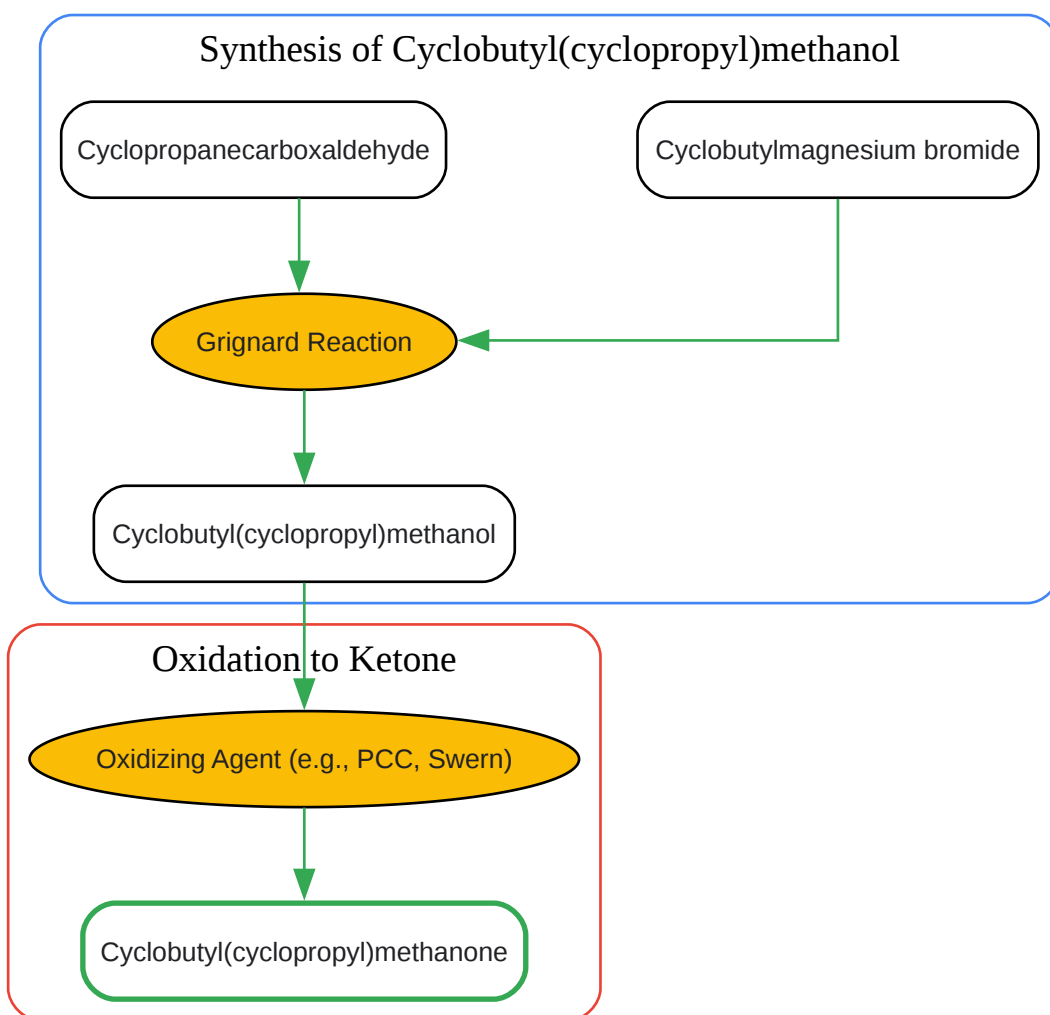 Synthesis of Cyclobutyl(cyclopropyl)methanol
Cyclopropanecarboxaldehyde
Cyclobutylmagnesium bromide
Grignard Reaction
Cyclobutyl(cyclopropyl)methanol
Oxidation to Ketone
Oxidizing Agent (e.g., PCC, Swern)
Cyclobutyl(cyclopropyl)methanone